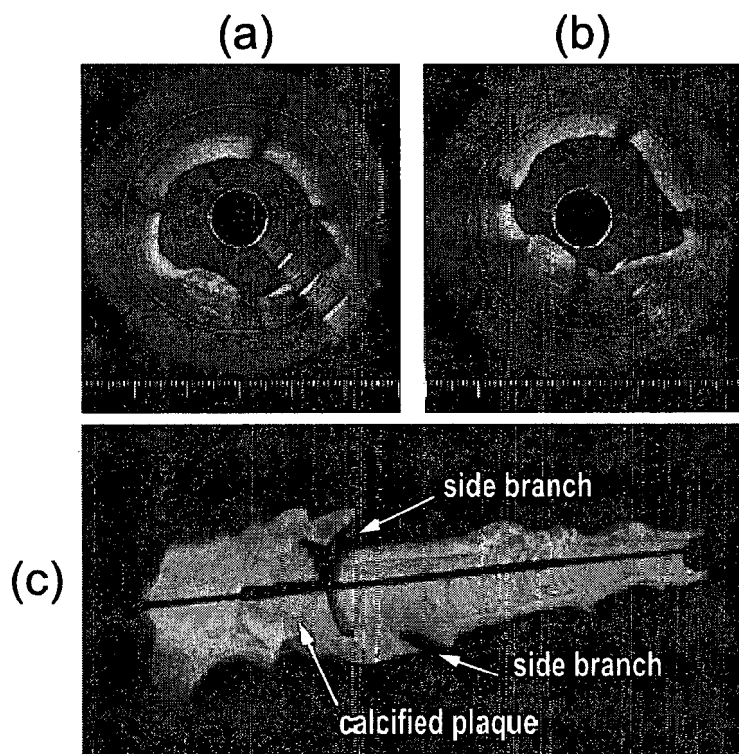 (a)
(b)
(c)
side branch
side branch
calcified plaque